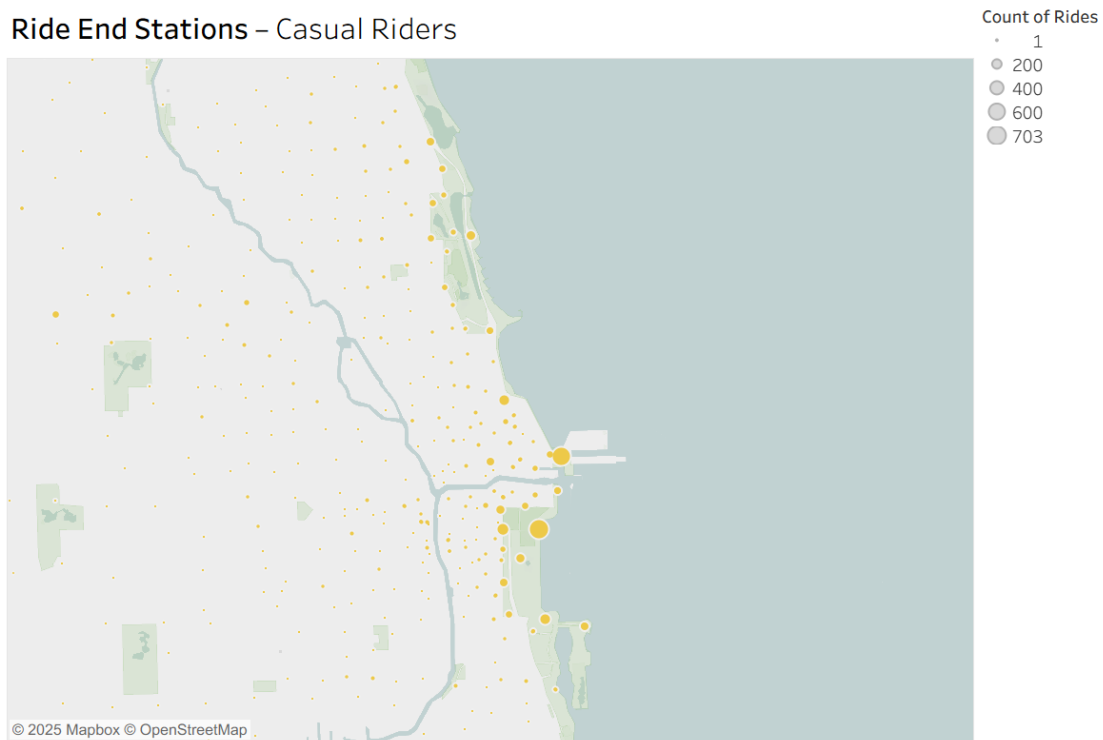 Ride End Stations – Casual Riders
Count of Rides
1
200
400
600
703
© 2025 Mapbox © OpenStreetMap